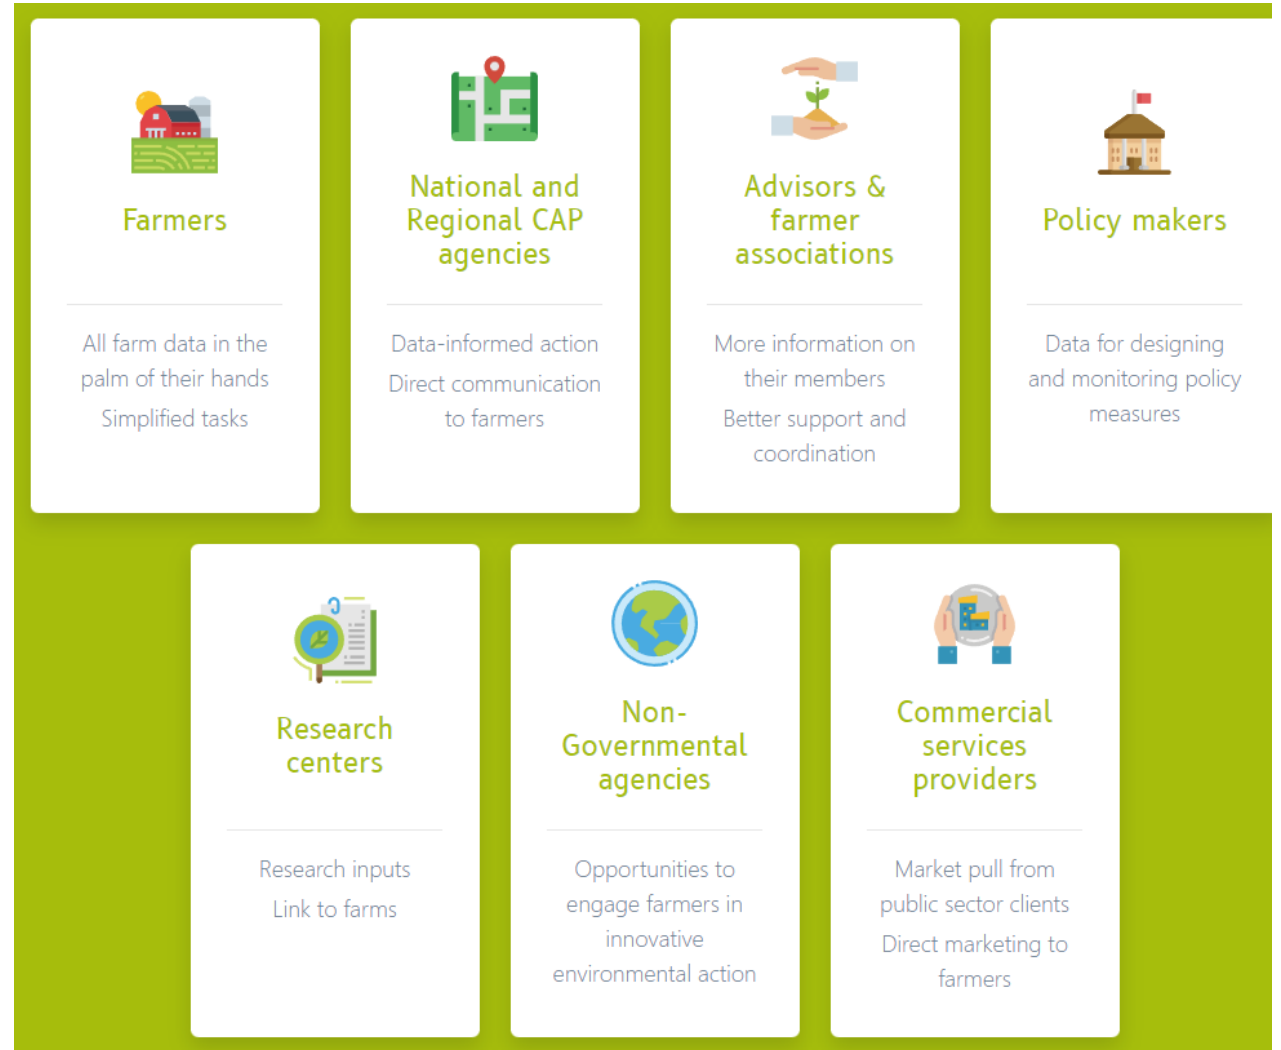 Farmers
All farm data in the
palm of their hands
Simplified tasks
National and
Regional CAP
agencies
Data-informed action
Direct communication
to farmers
Advisors &
farmer
associations
More information on
their members
Better support and
coordination
Policy makers
Data for designing
and monitoring policy
measures
Research
centers
Research inputs
Link to farms
Non-
Governmental
agencies
Opportunities to
engage farmers in
innovative
environmental action
Commercial
services
providers
Market pull from
public sector clients
Direct marketing to
farmers